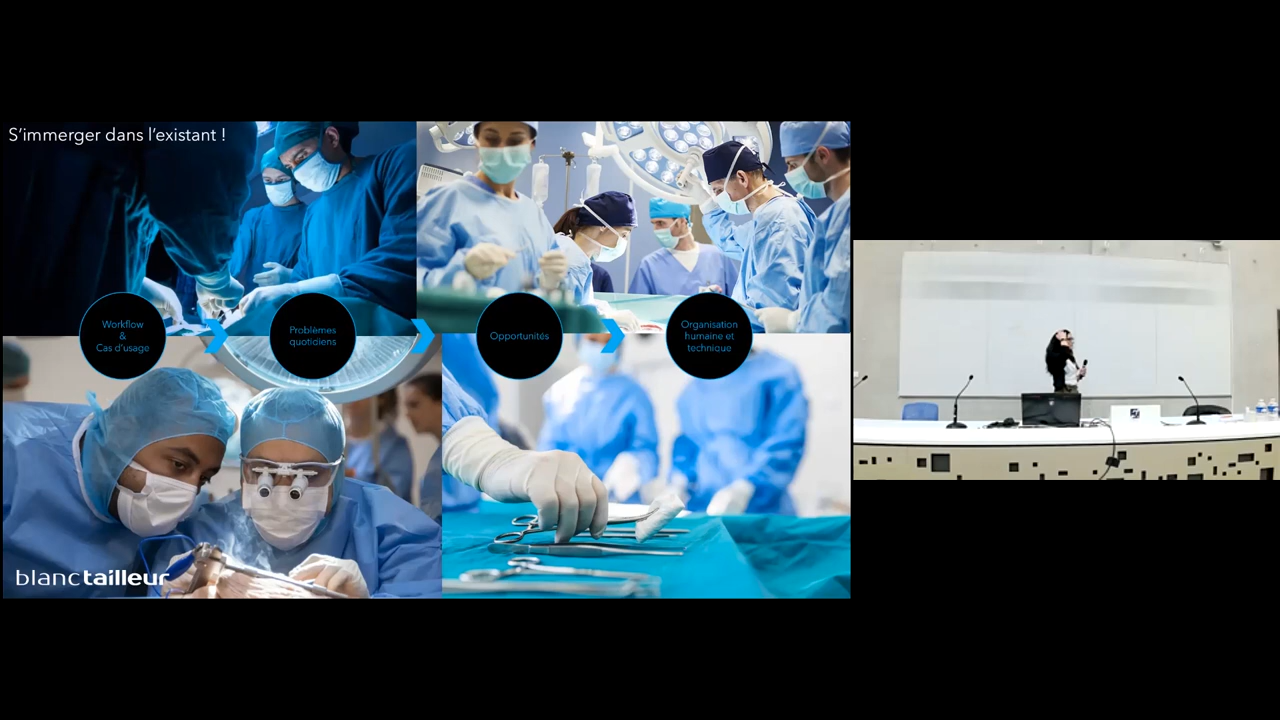 S'immerger dans l'existant !
Workflow
&
Cas d'usage
Problèmes
quotidiens
Opportunités
Organisation
humaine et
technique
blanctailleur